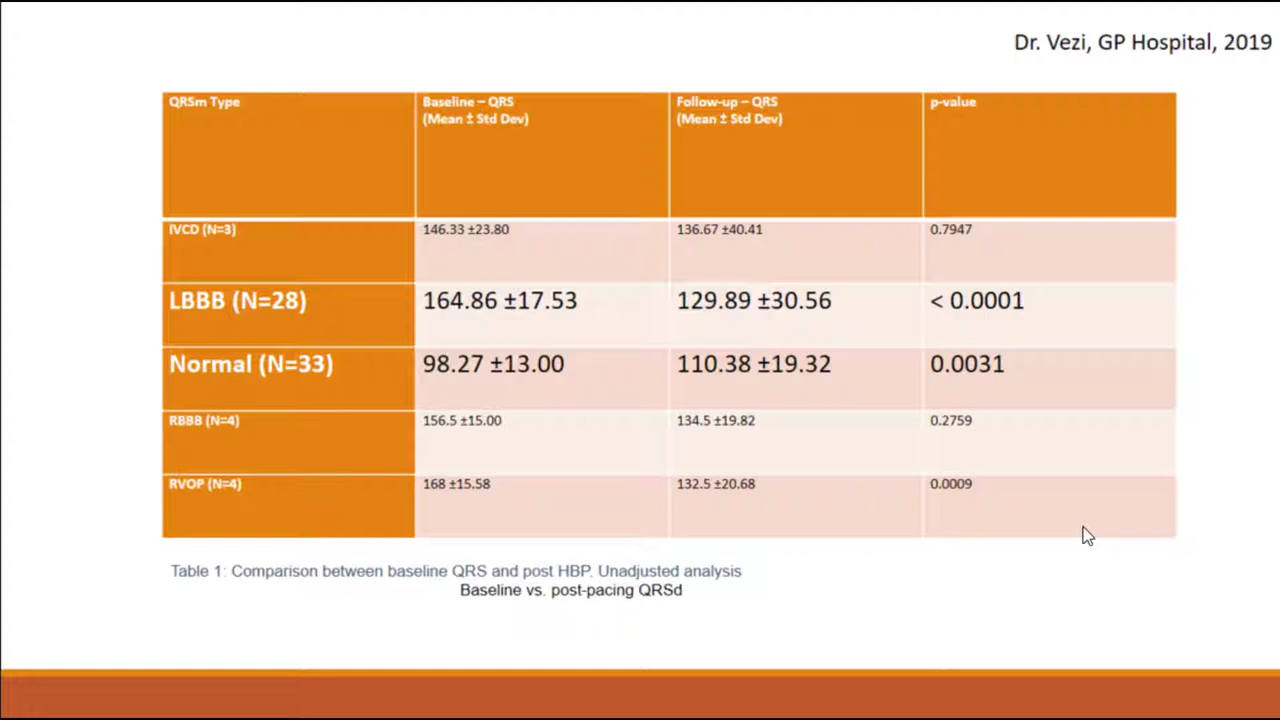 Dr. Vezi, GP Hospital, 2019
QRSm Type
Baseline – QRS
(Mean ± Std Dev)
Follow-up – QRS
(Mean ± Std Dev)
p-value
IVCD (N=3)
146.33 ±23.80
136.67 ±40.41
0.7947
LBBB (N=28)
164.86 ±17.53
129.89 ±30.56
< 0.0001
Normal (N=33)
98.27 ±13.00
110.38 ±19.32
0.0031
RBBB (N=4)
156.5 ±15.00
134.5 ±19.82
0.2759
RVOP (N=4)
168 ±15.58
132.5 ±20.68
0.0009
Table 1: Comparison between baseline QRS and post HBP. Unadjusted analysis
Baseline vs. post-pacing QRSd